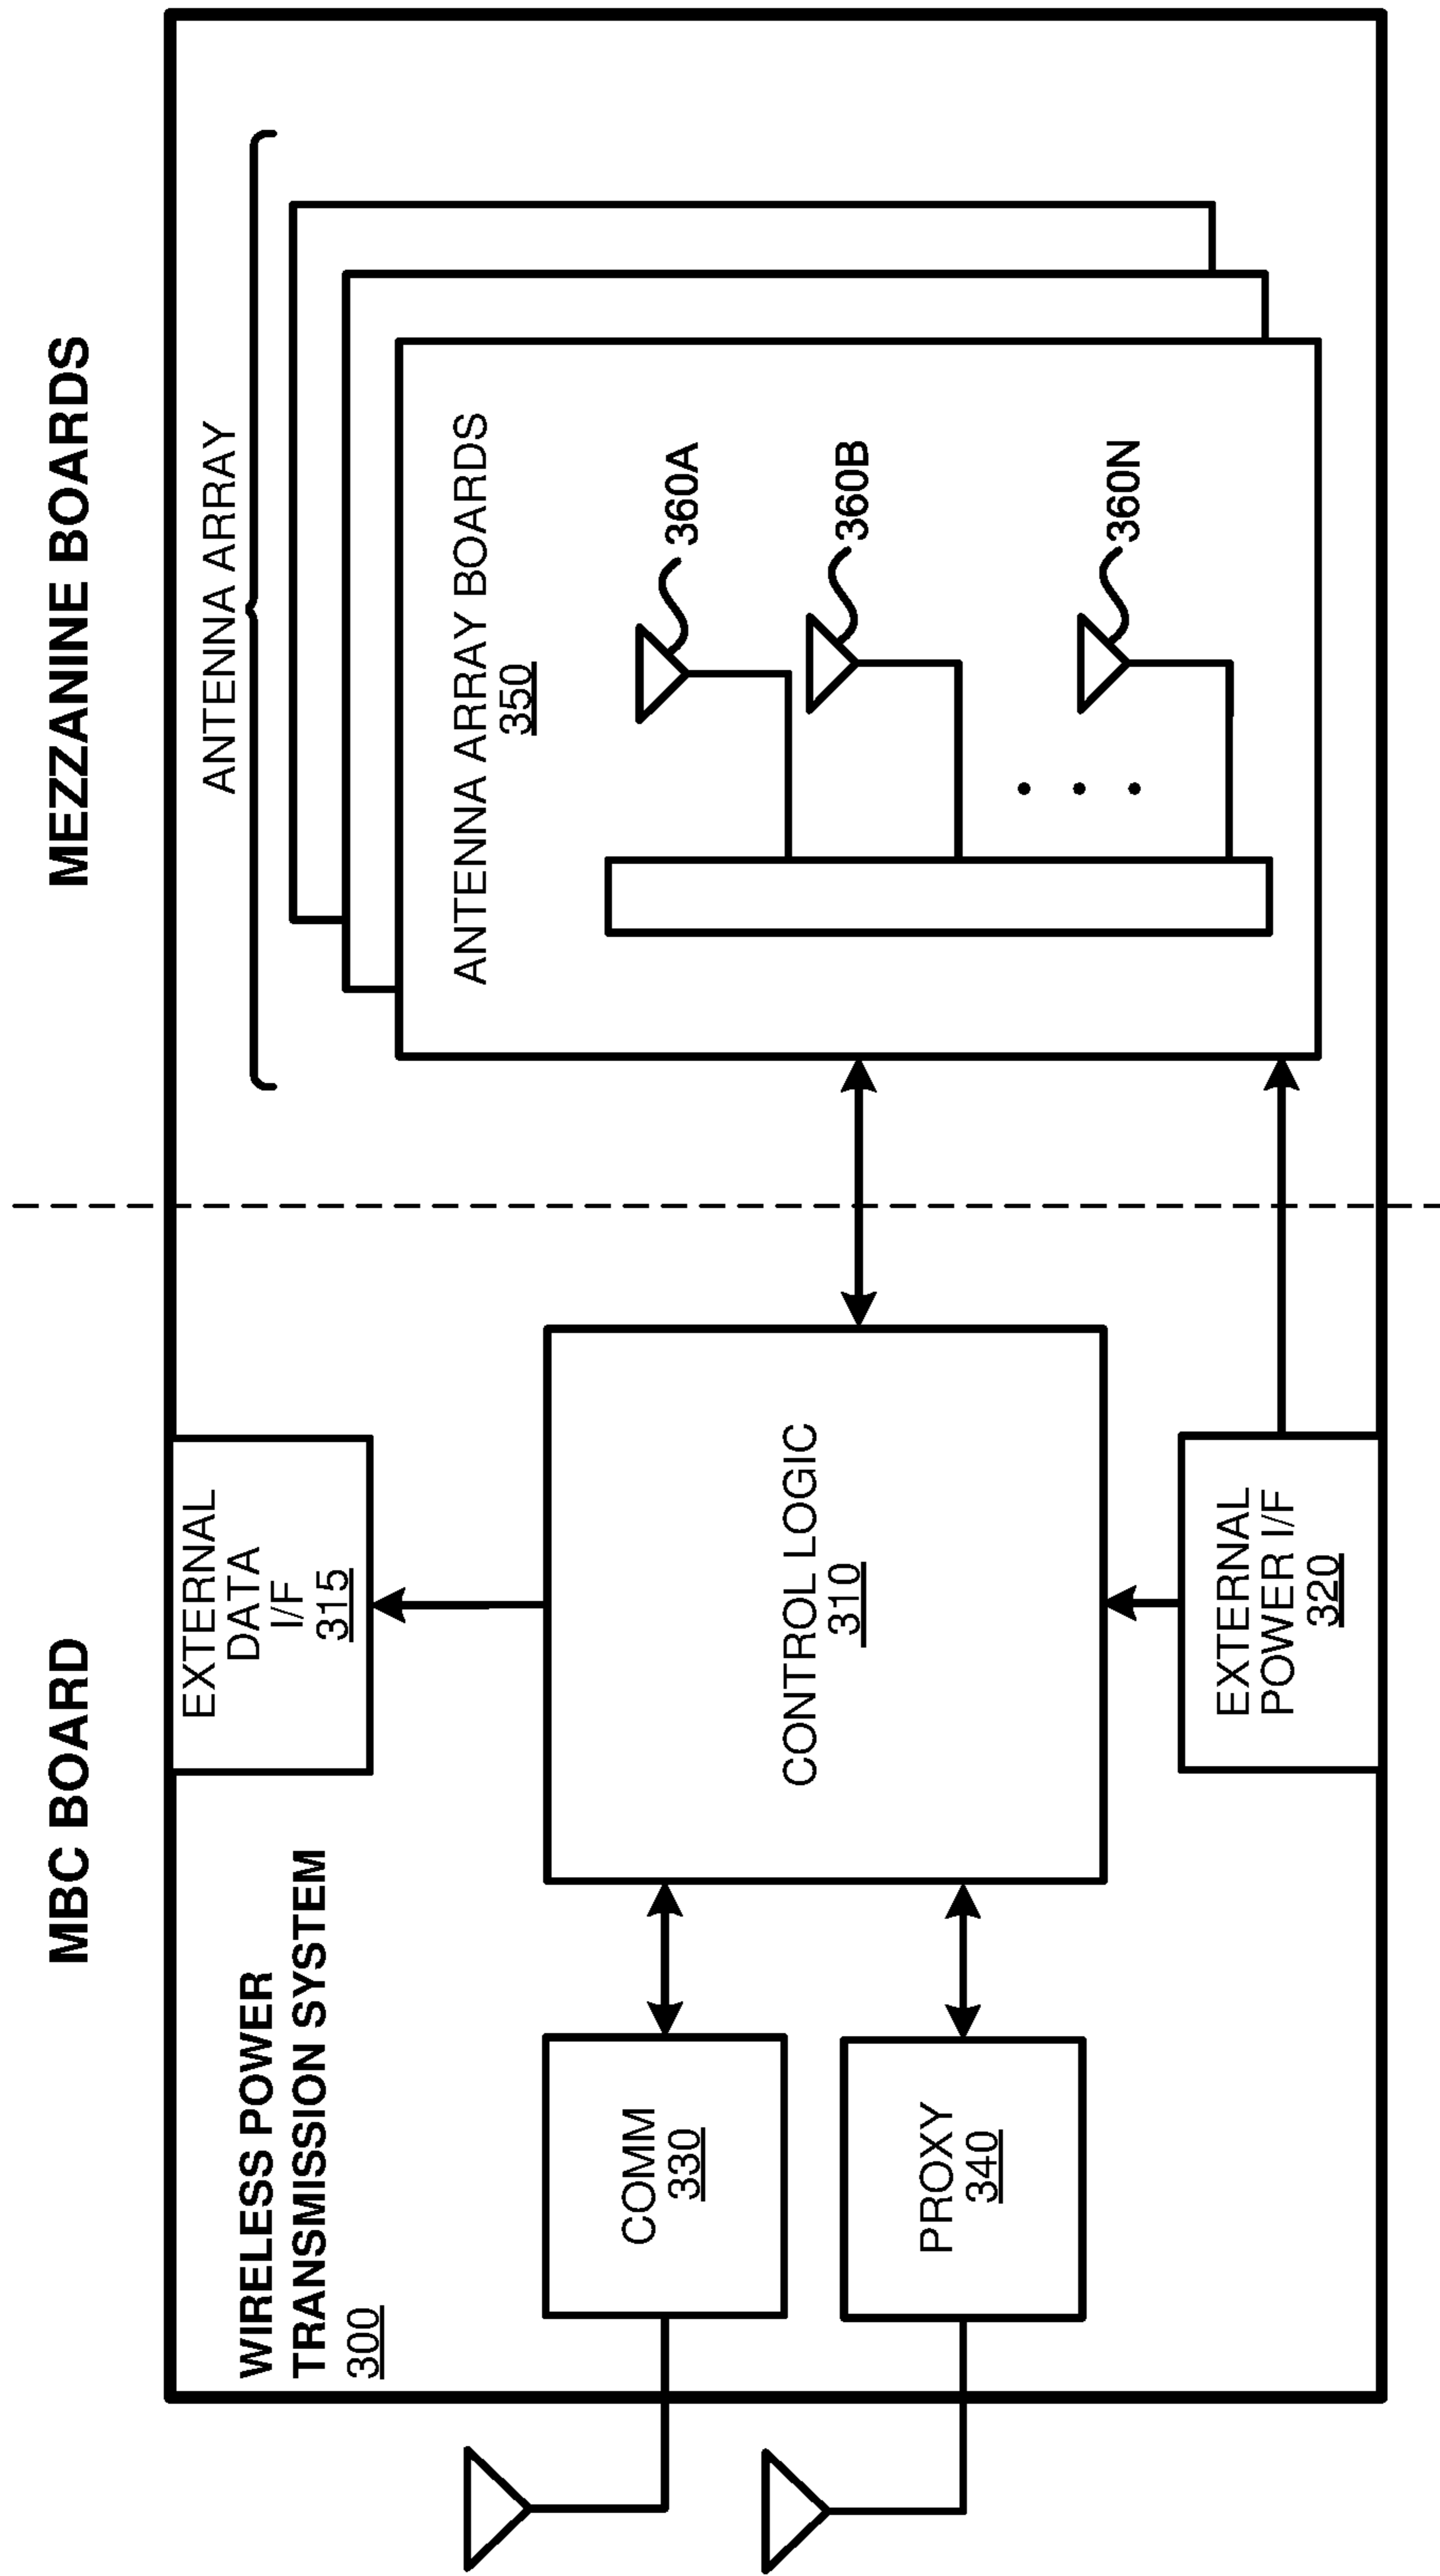 MBC BOARD
MEZZANINE BOARDS
WIRELESS POWER
TRANSMISSION SYSTEM
300
EXTERNAL
DATA
I/F
315
ANTENNA ARRAY
COMM
330
PROXY
340
CONTROL LOGIC
310
EXTERNAL
POWER I/F
320
ANTENNA ARRAY BOARDS
350
360A
360B
360N